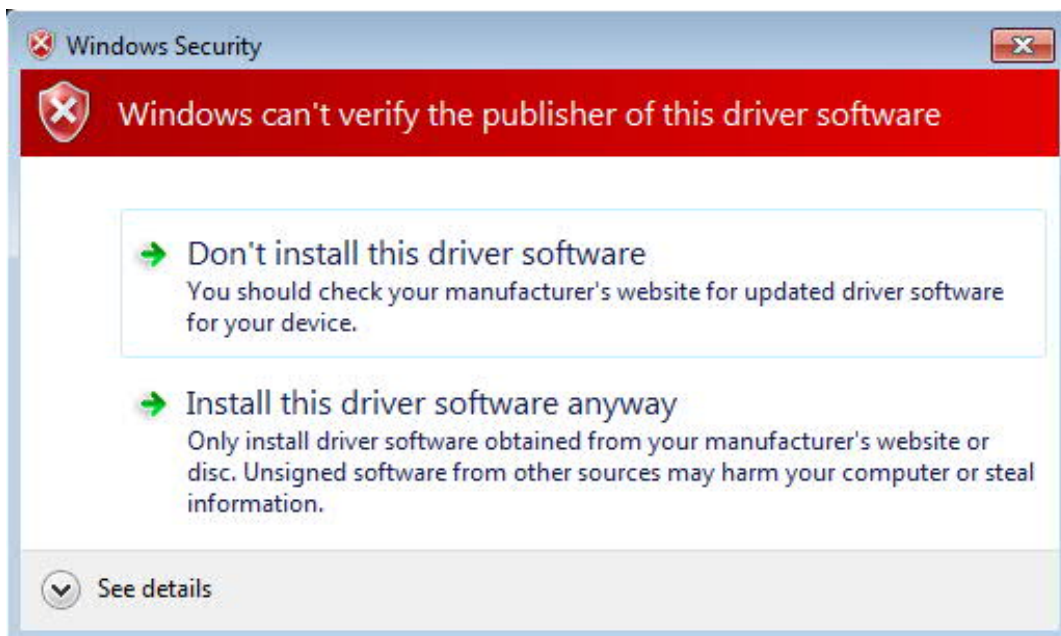 Windows Security
Windows can't verify the publisher of this driver software
Don't install this driver software
You should check your manufacturer's website for updated driver software
for your device.
Install this driver software anyway
Only install driver software obtained from your manufacturer's website or
disc. Unsigned software from other sources may harm your computer or steal
information.
See details